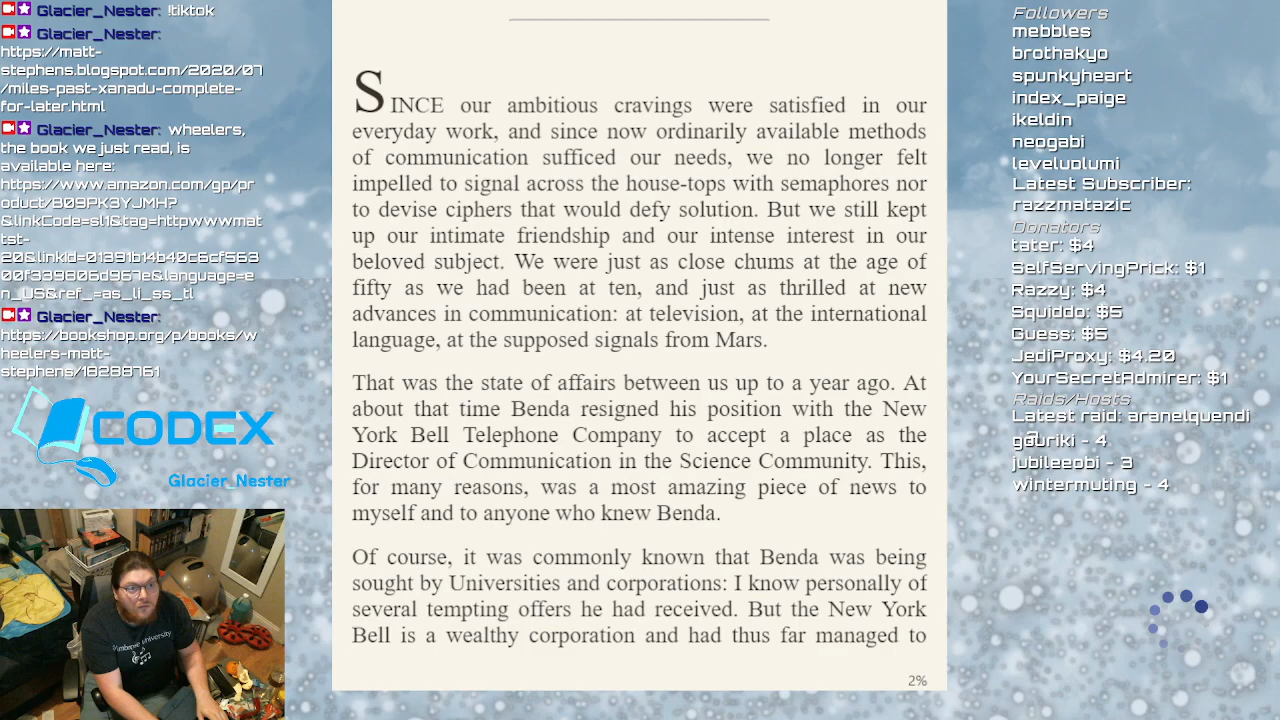 Glacier_Nester: !tiktok
Glacier_Nester:
https://matt-
stephens.blogspot.com/2020/07
/miles-past-xanadu-complete-
for-later.html
Glacier_Nester: wheelers,
the book we just read, is
available here:
https://www.amazon.com/gp/pr
oduct/B09PK3YJMH?
&linkCode=sl1&tag=httpwwwmat
tst-
20&linkId=01391b14b40c6cf563
00f339806d967e&language=e
n_US&ref_=as_li_ss_tl
Glacier_Nester:
https://bookshop.org/p/books/w
heelers-matt-
stephens/18288761
CODEX
Glacier_Nester
SINCE our ambitious cravings were satisfied in our
everyday work, and since now ordinarily available methods
of communication sufficed our needs, we no longer felt
impelled to signal across the house-tops with semaphores nor
to devise ciphers that would defy solution. But we still kept
up our intimate friendship and our intense interest in our
beloved subject. We were just as close chums at the age of
fifty as we had been at ten, and just as thrilled at new
advances in communication: at television, at the international
language, at the supposed signals from Mars.
That was the state of affairs between us up to a year ago. At
about that time Benda resigned his position with the New
York Bell Telephone Company to accept a place as the
Director of Communication in the Science Community. This,
for many reasons, was a most amazing piece of news to
myself and to anyone who knew Benda.
Of course, it was commonly known that Benda was being
sought by Universities and corporations: I know personally of
several tempting offers he had received. But the New York
Bell is a wealthy corporation and had thus far managed to
2%
Followers
mebbles
brothakyo
spunkyheart
index_paige
ikeldin
neogabi
levelupolumi
Latest Subscriber:
razzmatazic
Donators
tater: $4
SelfServingPrick: $1
Razzy: $4
Squiddo: $5
Guess: $5
JediProxy: $4.20
YourSecretAdmirer: $1
Raids/Hosts
Latest raid: aranelquendi
gauriki - 4
jubileepbi - 3
wintermuting - 4